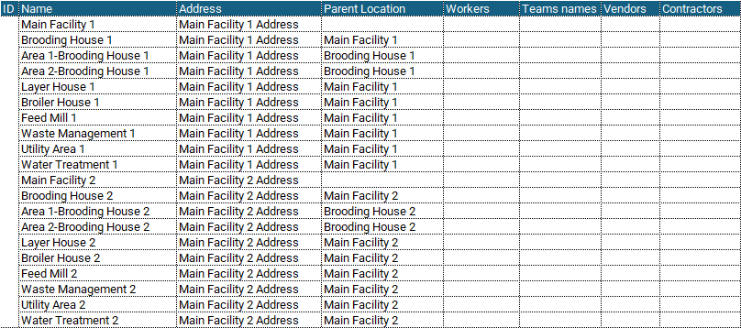 ID Name Address Parent Location Workers Teams names Vendors Contractors
Main Facility 1 Main Facility 1 Address
Brooding House 1 Main Facility 1 Address Main Facility 1
Area 1-Brooding House 1 Main Facility 1 Address Brooding House 1
Area 2-Brooding House 1 Main Facility 1 Address Brooding House 1
Layer House 1 Main Facility 1 Address Main Facility 1
Broiler House 1 Main Facility 1 Address Main Facility 1
Feed Mill 1 Main Facility 1 Address Main Facility 1
Waste Management 1 Main Facility 1 Address Main Facility 1
Utility Area 1 Main Facility 1 Address Main Facility 1
Water Treatment 1 Main Facility 1 Address Main Facility 1
Main Facility 2 Main Facility 2 Address
Brooding House 2 Main Facility 2 Address Main Facility 2
Area 1-Brooding House 2 Main Facility 2 Address Brooding House 2
Area 2-Brooding House 2 Main Facility 2 Address Brooding House 2
Layer House 2 Main Facility 2 Address Main Facility 2
Broiler House 2 Main Facility 2 Address Main Facility 2
Feed Mill 2 Main Facility 2 Address Main Facility 2
Waste Management 2 Main Facility 2 Address Main Facility 2
Utility Area 2 Main Facility 2 Address Main Facility 2
Water Treatment 2 Main Facility 2 Address Main Facility 2